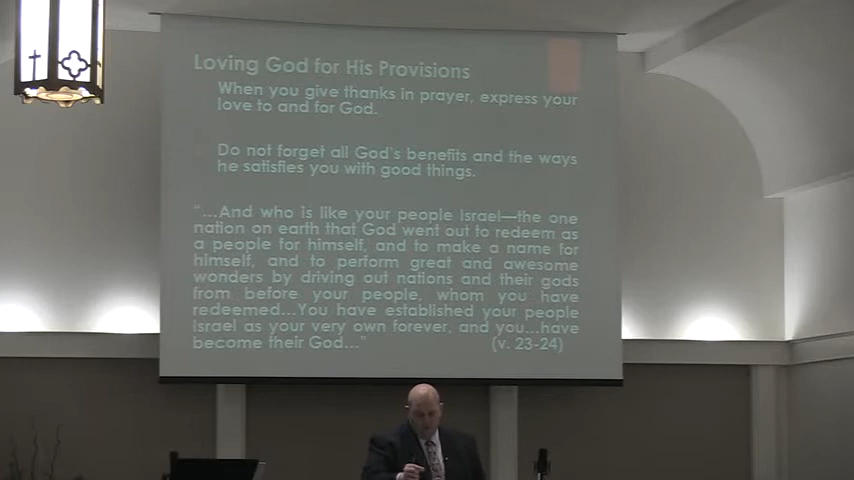 Loving God for His Provisions
When you give thanks in prayer, express your
love to and for God.
Do not forget all God's benefits and the ways
he satisfies you with good things.
"...And who is like your people Israel—the one
nation on earth that God went out to redeem as
a people for himself, and to make a name for
himself, and to perform great and awesome
wonders by driving out nations and their gods
from before your people, whom you have
redeemed...You have established your people
Israel as your very own forever, and you...have
become their God..." (v. 23-24)